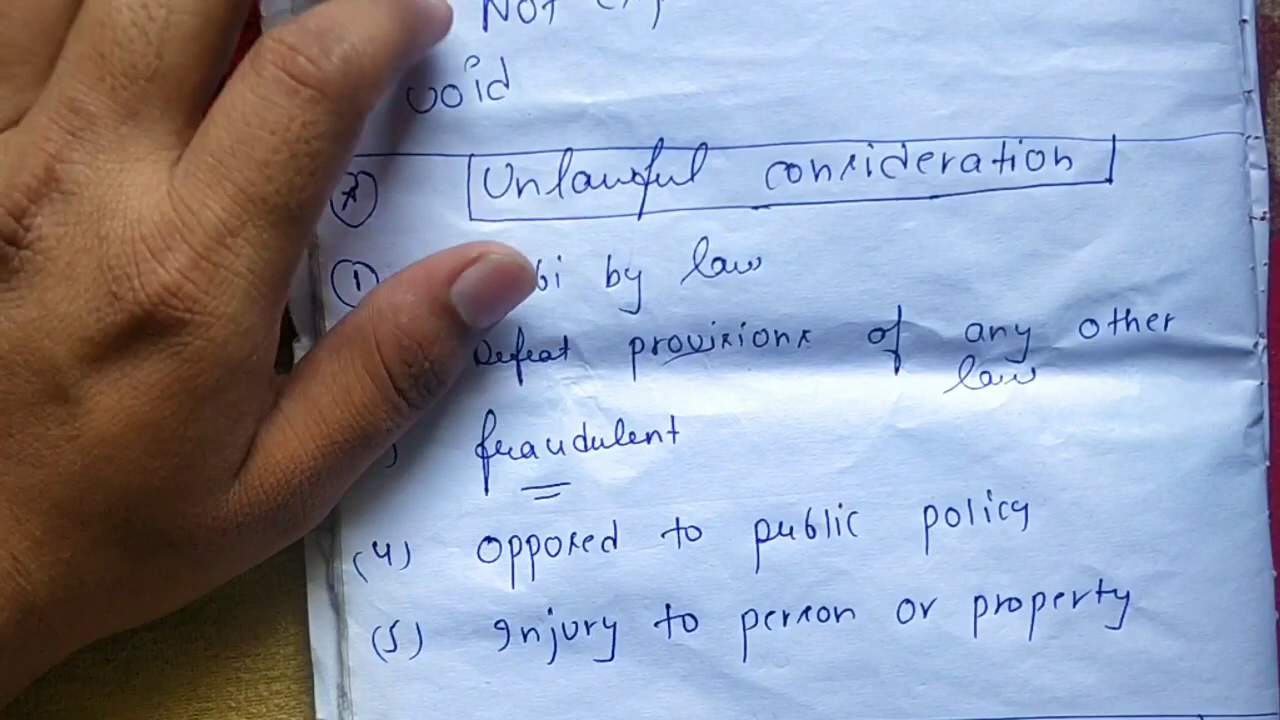 Not
void
Unlawful consideration
(1) by law
Defeat provisions of any other
law
fraudulent
(4) opposed to public policy
(5) Injury to person or property